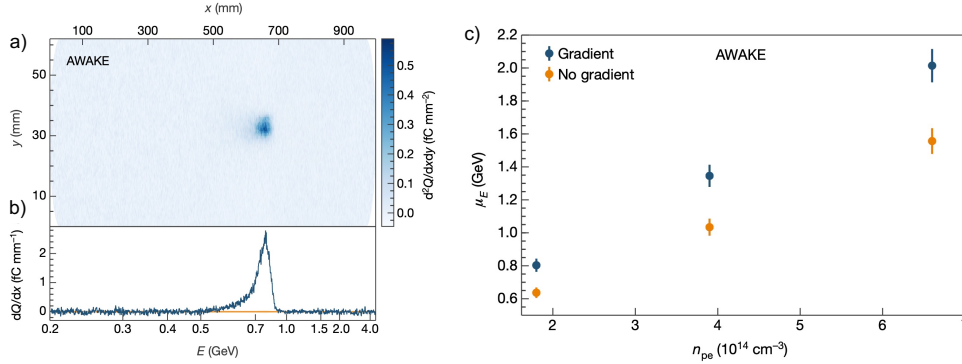 x (mm)
100 300 500 700 900
a)
AWAKE
y (mm)
50
30
10
0.5
0.4
0.3
0.2
0.1
0.0
d²Q/dxdy (fC mm⁻²)
b)
dQ/dx (fC mm⁻¹)
2
1
0
0.2 0.3 0.4 0.5 0.7 1.0 1.5 2.0 4.0
E (GeV)
c)
Gradient
No gradient
AWAKE
μE (GeV)
2.2
2.0
1.8
1.6
1.4
1.2
1.0
0.8
0.6
2 3 4 5 6 7
npe (10¹⁴ cm⁻³)